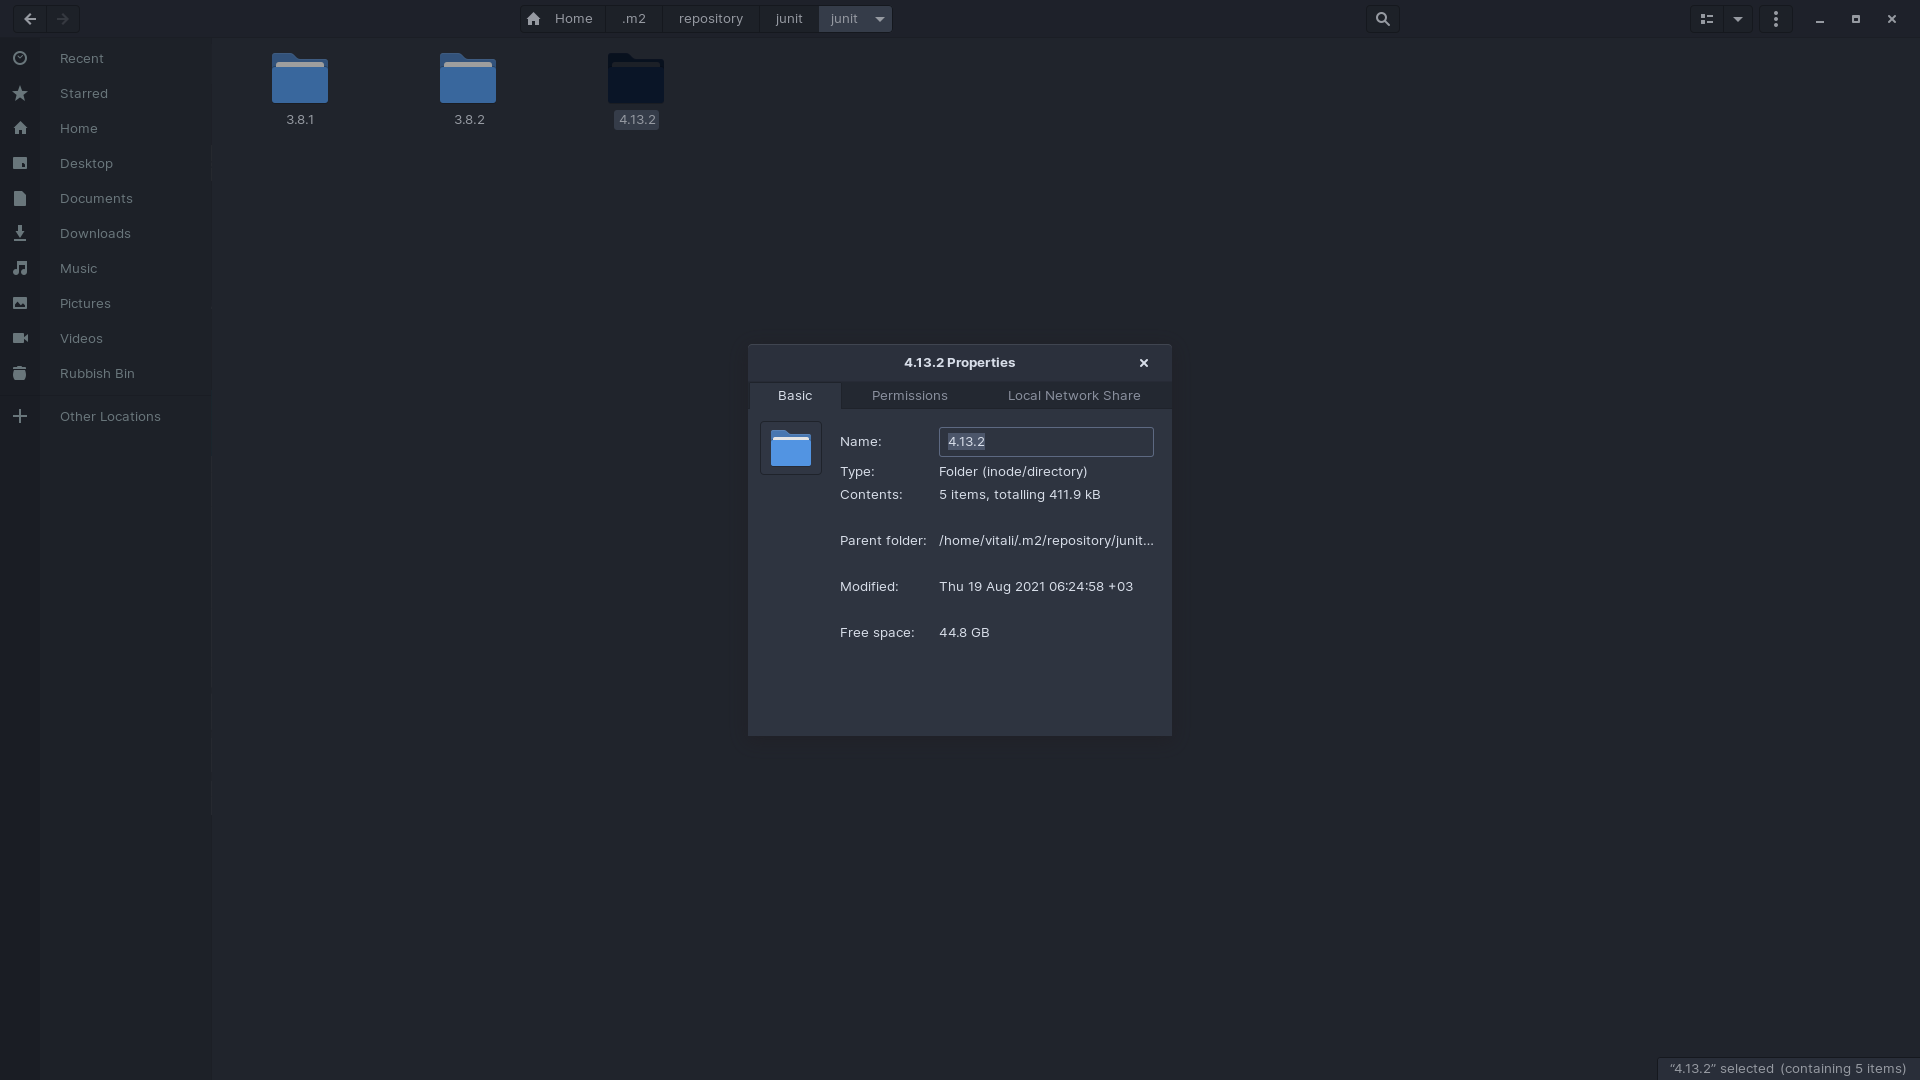 Home .m2 repository junit junit
Recent
Starred
Home
Desktop
Documents
Downloads
Music
Pictures
Videos
Rubbish Bin
Other Locations
3.8.1 3.8.2 4.13.2
4.13.2 Properties
Basic Permissions Local Network Share
Name: 4.13.2
Type: Folder (inode/directory)
Contents: 5 items, totalling 411.9 kB
Parent folder: /home/vitali/.m2/repository/junit…
Modified: Thu 19 Aug 2021 06:24:58 +03
Free space: 44.8 GB
“4.13.2” selected (containing 5 items)